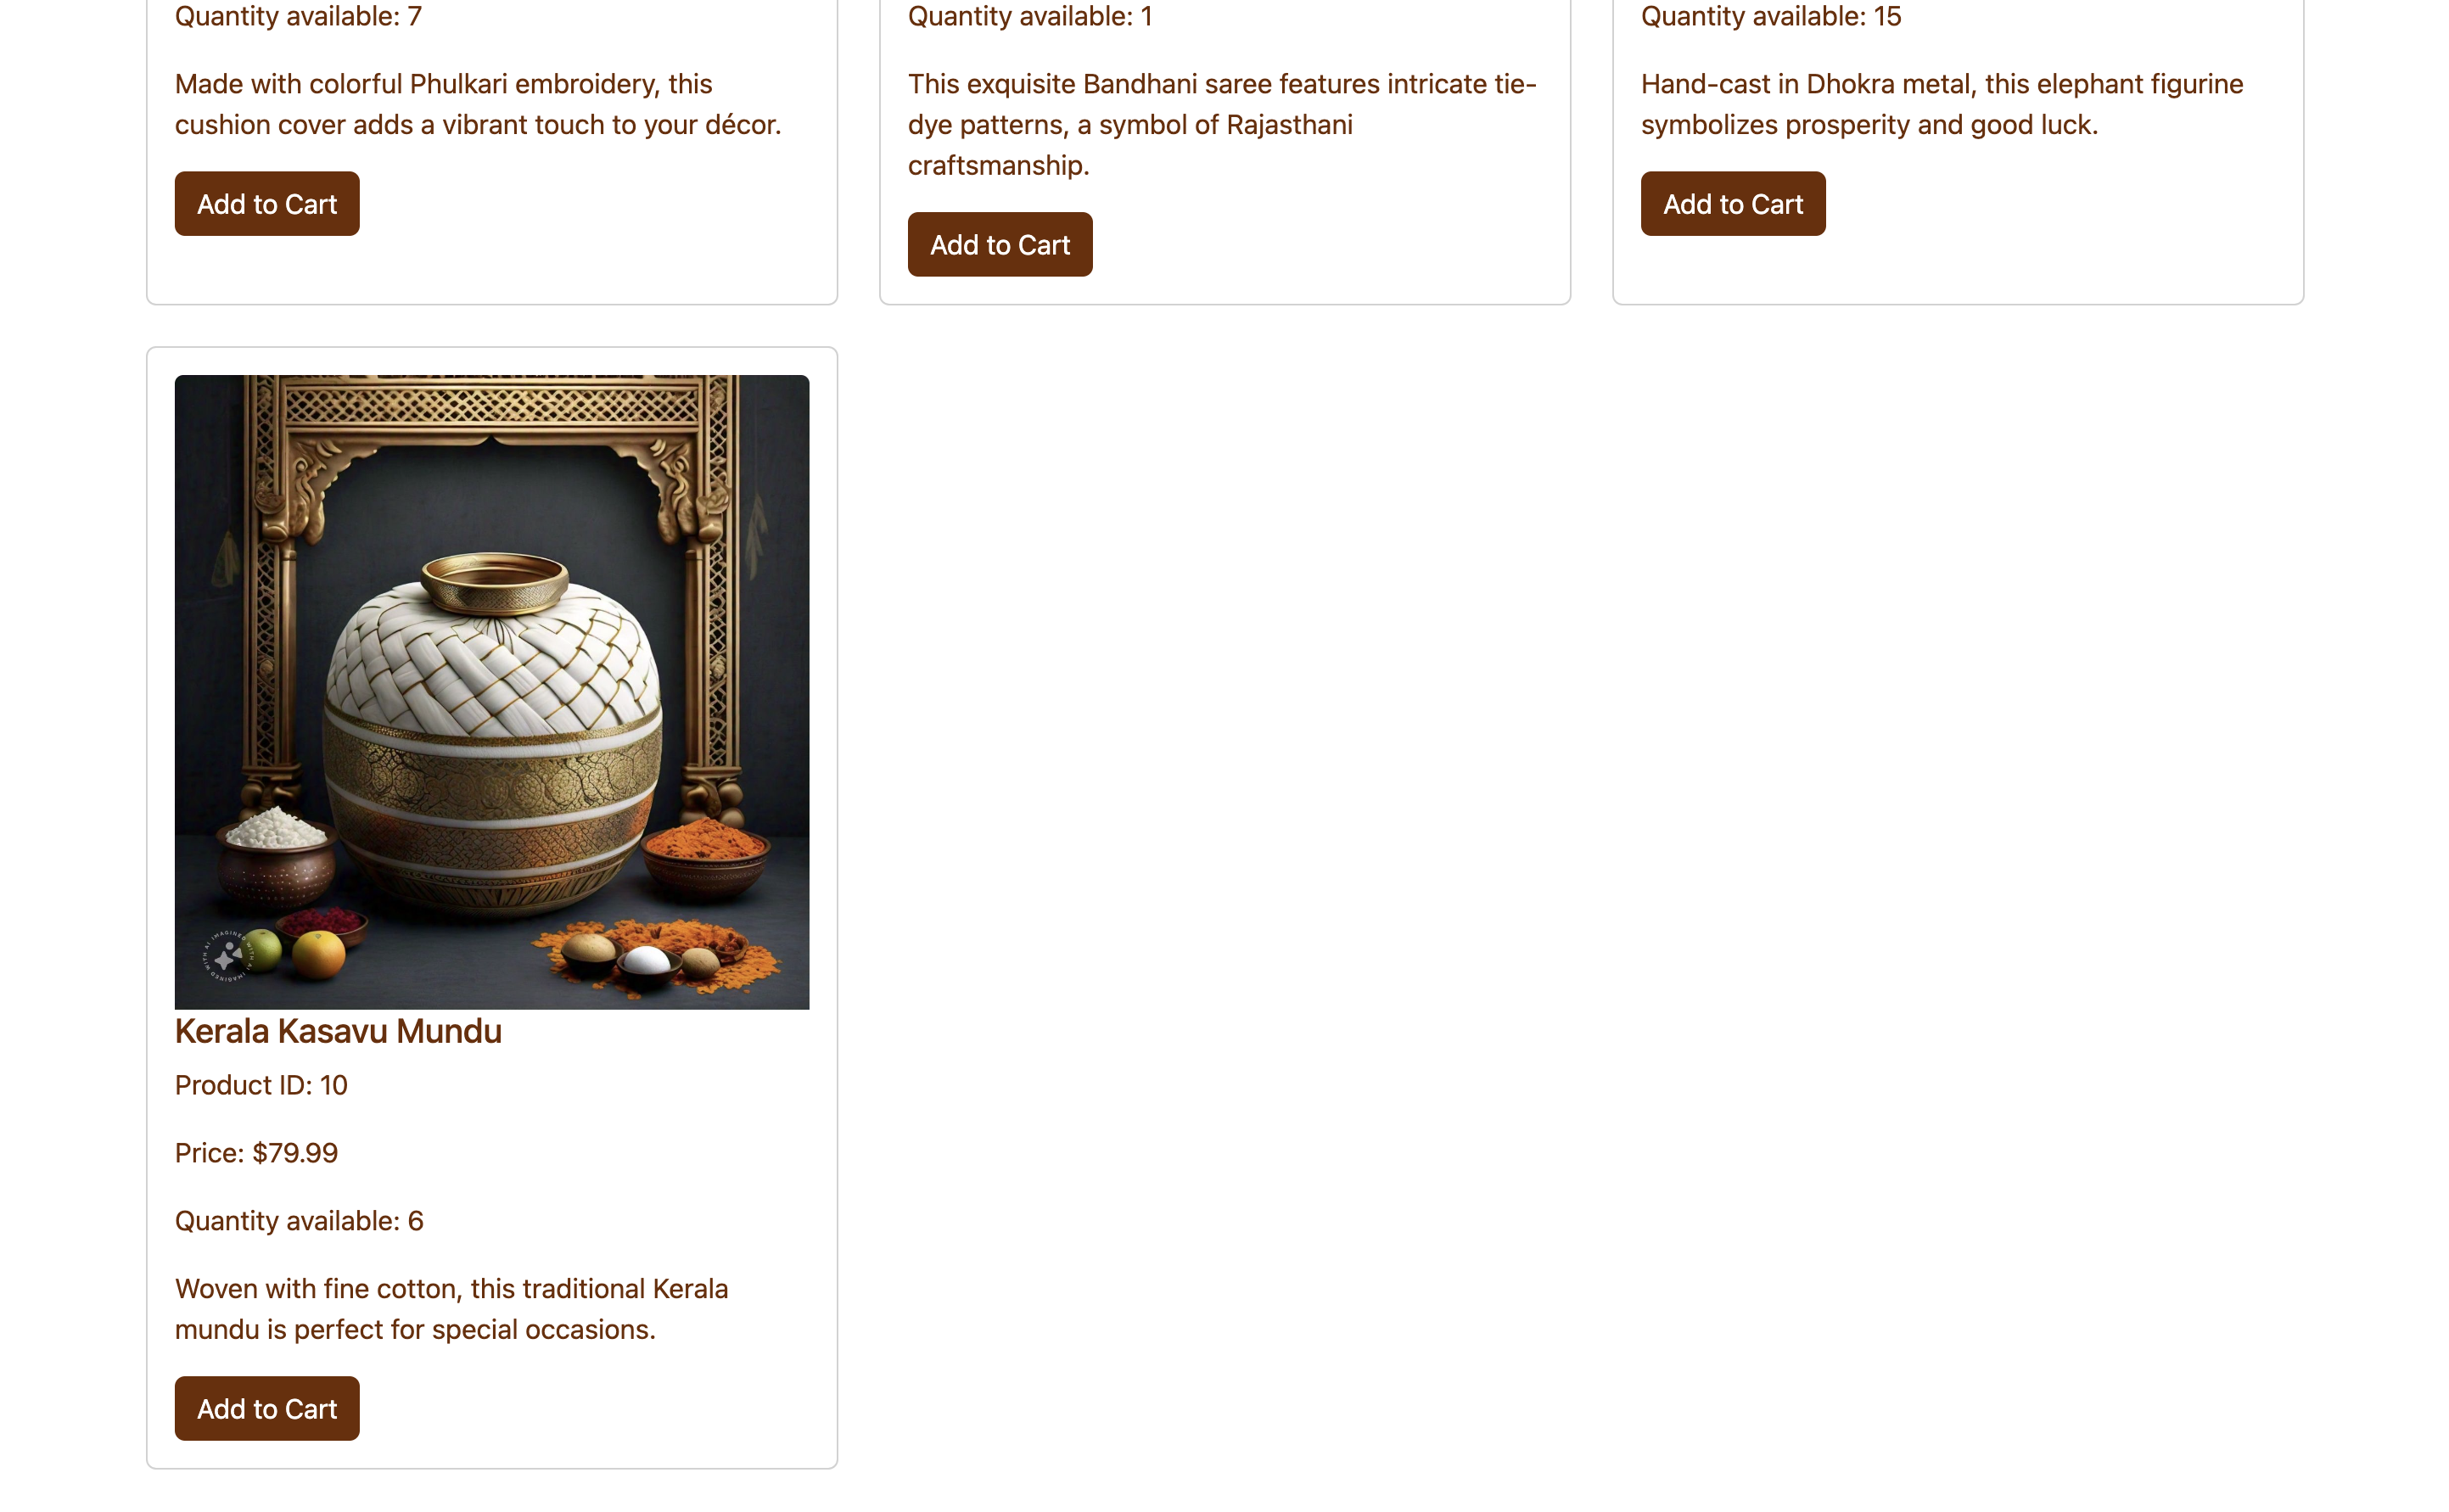 Quantity available: 7
Made with colorful Phulkari embroidery, this
cushion cover adds a vibrant touch to your décor.
Add to Cart
Quantity available: 1
This exquisite Bandhani saree features intricate tie-
dye patterns, a symbol of Rajasthani
craftsmanship.
Add to Cart
Quantity available: 15
Hand-cast in Dhokra metal, this elephant figurine
symbolizes prosperity and good luck.
Add to Cart
IMAGINED WITH AI IMAGINED WITH AI
Kerala Kasavu Mundu
Product ID: 10
Price: $79.99
Quantity available: 6
Woven with fine cotton, this traditional Kerala
mundu is perfect for special occasions.
Add to Cart